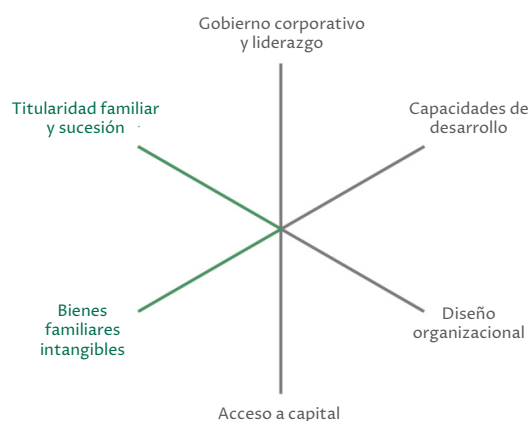 Gobierno corporativo
y liderazgo
Titularidad familiar
y sucesión
Capacidades de
desarrollo
Bienes
familiares
intangibles
Diseño
organizacional
Acceso a capital